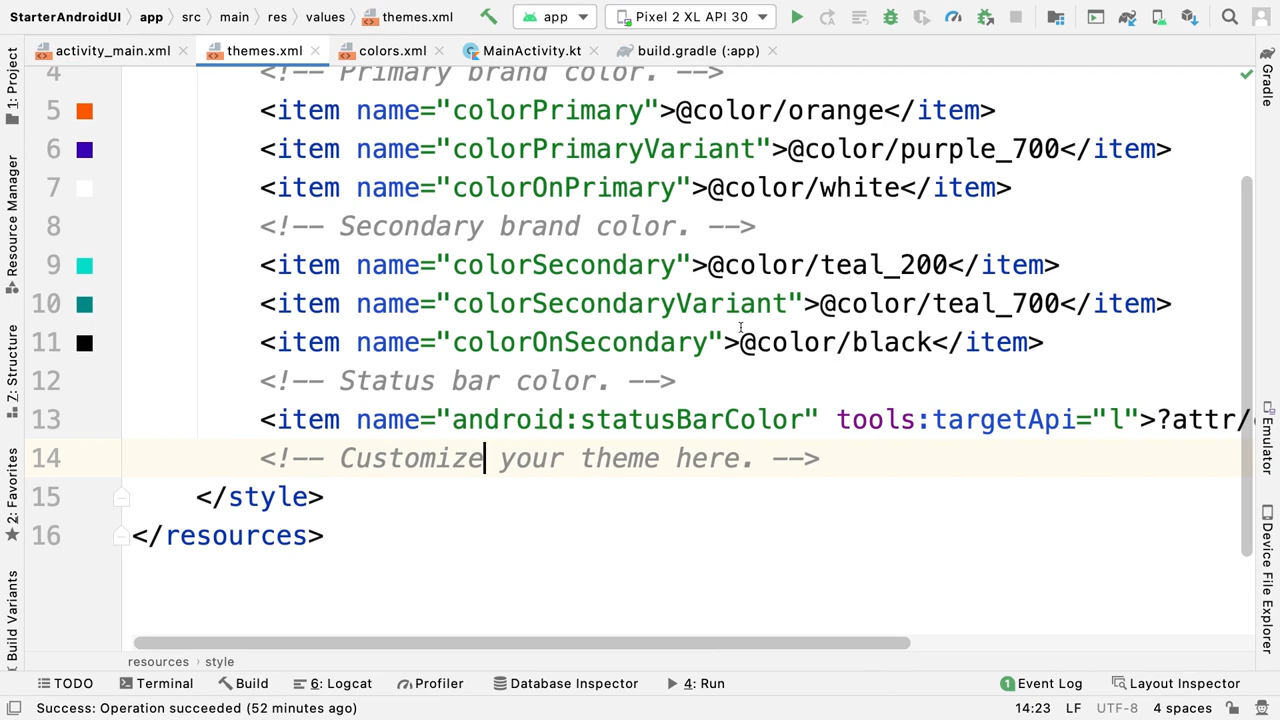 StarterAndroidUI › app › src › main › res › values › themes.xml
app
Pixel 2 XL API 30
activity_main.xml
themes.xml
colors.xml
MainActivity.kt
build.gradle (:app)
1: Project
Resource Manager
Z: Structure
2: Favorites
Build Variants
4 <!-- Primary brand color. -->
5 <item name="colorPrimary">@color/orange</item>
6 <item name="colorPrimaryVariant">@color/purple_700</item>
7 <item name="colorOnPrimary">@color/white</item>
8 <!-- Secondary brand color. -->
9 <item name="colorSecondary">@color/teal_200</item>
10 <item name="colorSecondaryVariant">@color/teal_700</item>
11 <item name="colorOnSecondary">@color/black</item>
12 <!-- Status bar color. -->
13 <item name="android:statusBarColor" tools:targetApi="l">?attr/
14 <!-- Customize your theme here. -->
15 </style>
16 </resources>
Gradle
Emulator
Device File Explorer
resources › style
TODO
Terminal
Build
6: Logcat
Profiler
Database Inspector
4: Run
1 Event Log
Layout Inspector
Success: Operation succeeded (52 minutes ago)
14:23 LF UTF-8 4 spaces